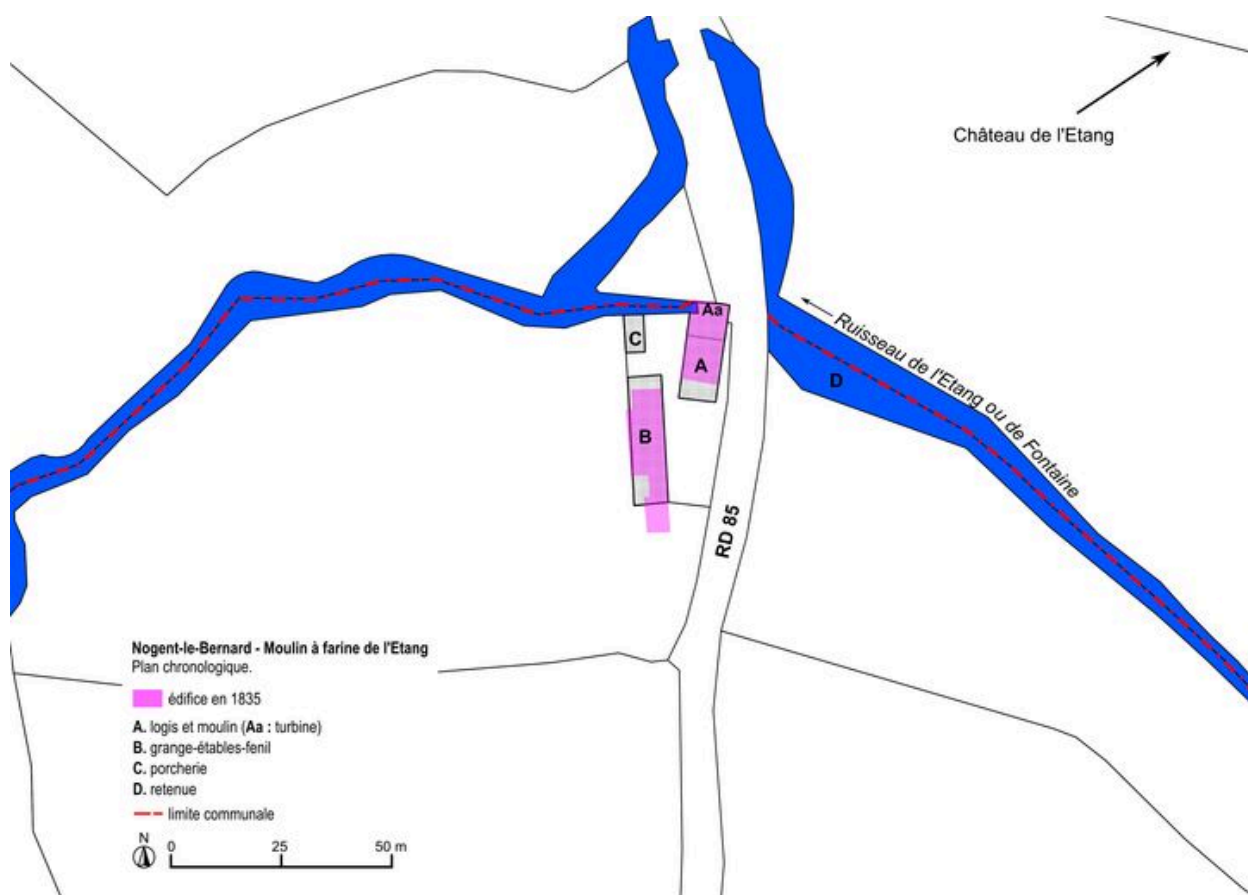 Château de l'Etang
Ruisseau de l'Etang ou de Fontaine
Aa
C
A
D
B
RD 85
Nogent-le-Bernard - Moulin à farine de l'Etang
Plan chronologique.
édifice en 1835
A. logis et moulin (Aa : turbine)
B. grange-étables-fenil
C. porcherie
D. retenue
limite communale
N
0 25 50 m